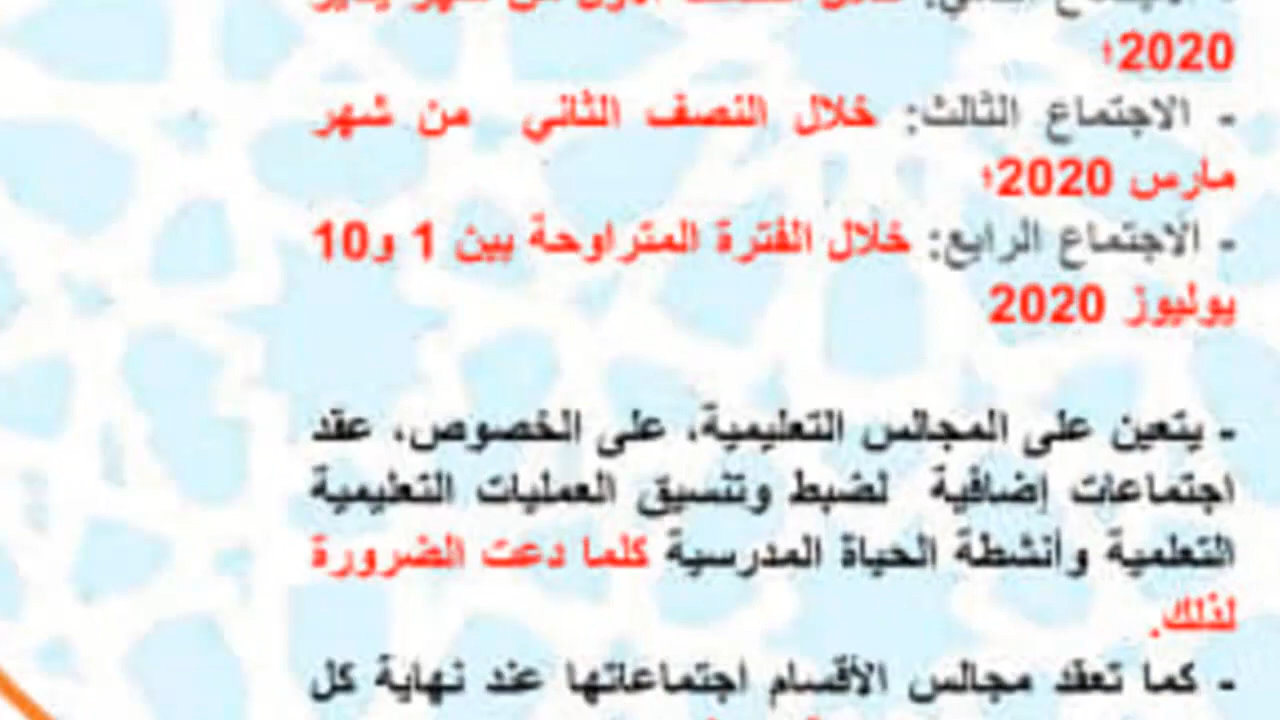 2020؛
- الاجتماع الثالث: خلال النصف الثاني من شهر
مارس 2020؛
- الاجتماع الرابع: خلال الفترة المتراوحة بين 1 و10
يوليوز 2020
- يتعين على المجالس التعليمية، على الخصوص، عقد
اجتماعات إضافية لضبط وتنسيق العمليات التعليمية
التعلمية وأنشطة الحياة المدرسية كلما دعت الضرورة
لذلك.
- كما تعقد مجالس الأقسام اجتماعاتها عند نهاية كل